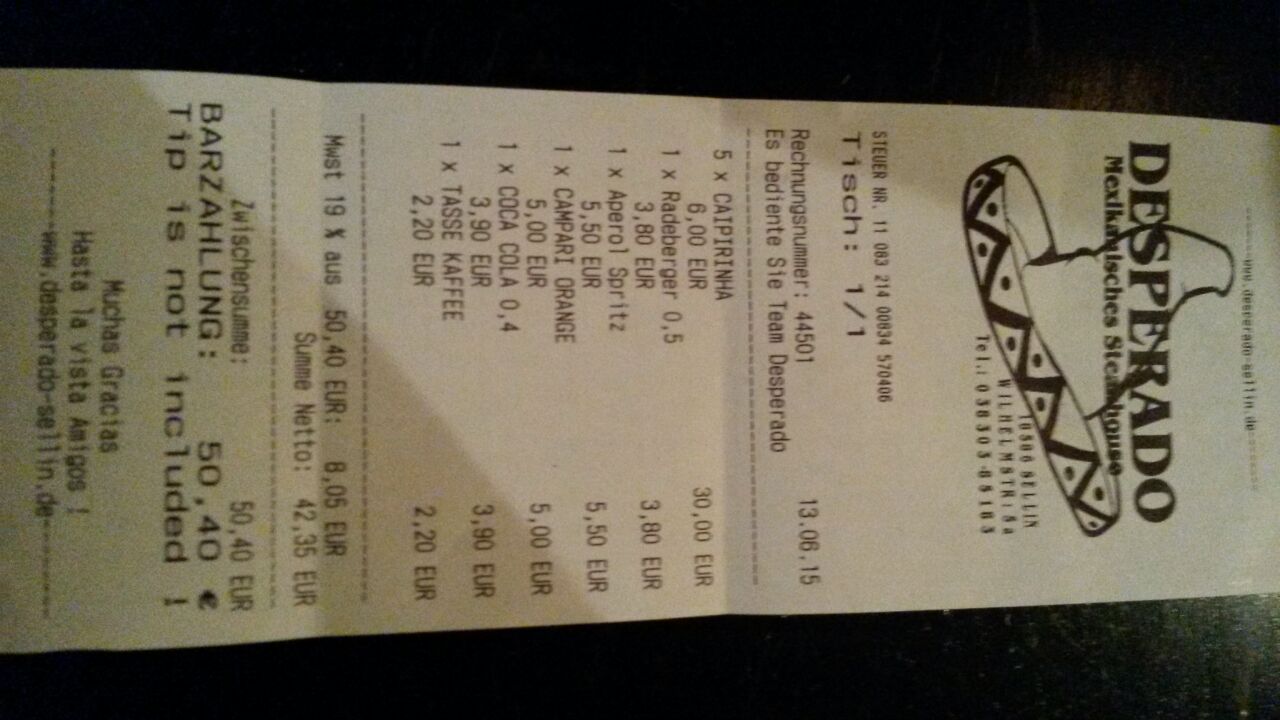 ------www.desperado-sellin.de------
DESPERADO
Mexikanisches Steakhouse
18586 SELLIN
WILHELMSTR.19a
Tel.: 038303-85163
STEUER NR. 11 083 214 00834 570406
Tisch: 1/1
Rechnungsnummer: 44501 13.06.15
Es bediente Sie Team Desperado
5 x CAIPIRINHA
6,00 EUR 30,00 EUR
1 x Radeberger 0,5
3,80 EUR 3,80 EUR
1 x Aperol Spritz
5,50 EUR 5,50 EUR
1 x CAMPARI ORANGE
5,00 EUR 5,00 EUR
1 x COCA COLA 0,4
3,90 EUR 3,90 EUR
1 x TASSE KAFFEE
2,20 EUR 2,20 EUR
Mwst 19 % aus 50,40 EUR: 8,05 EUR
Summe Netto: 42,35 EUR
Zwischensumme: 50,40 EUR
BARZAHLUNG: 50,40 €
Tip is not included !
Muchas Gracias
Hasta la vista Amigos !
------www.desperado-sellin.de------